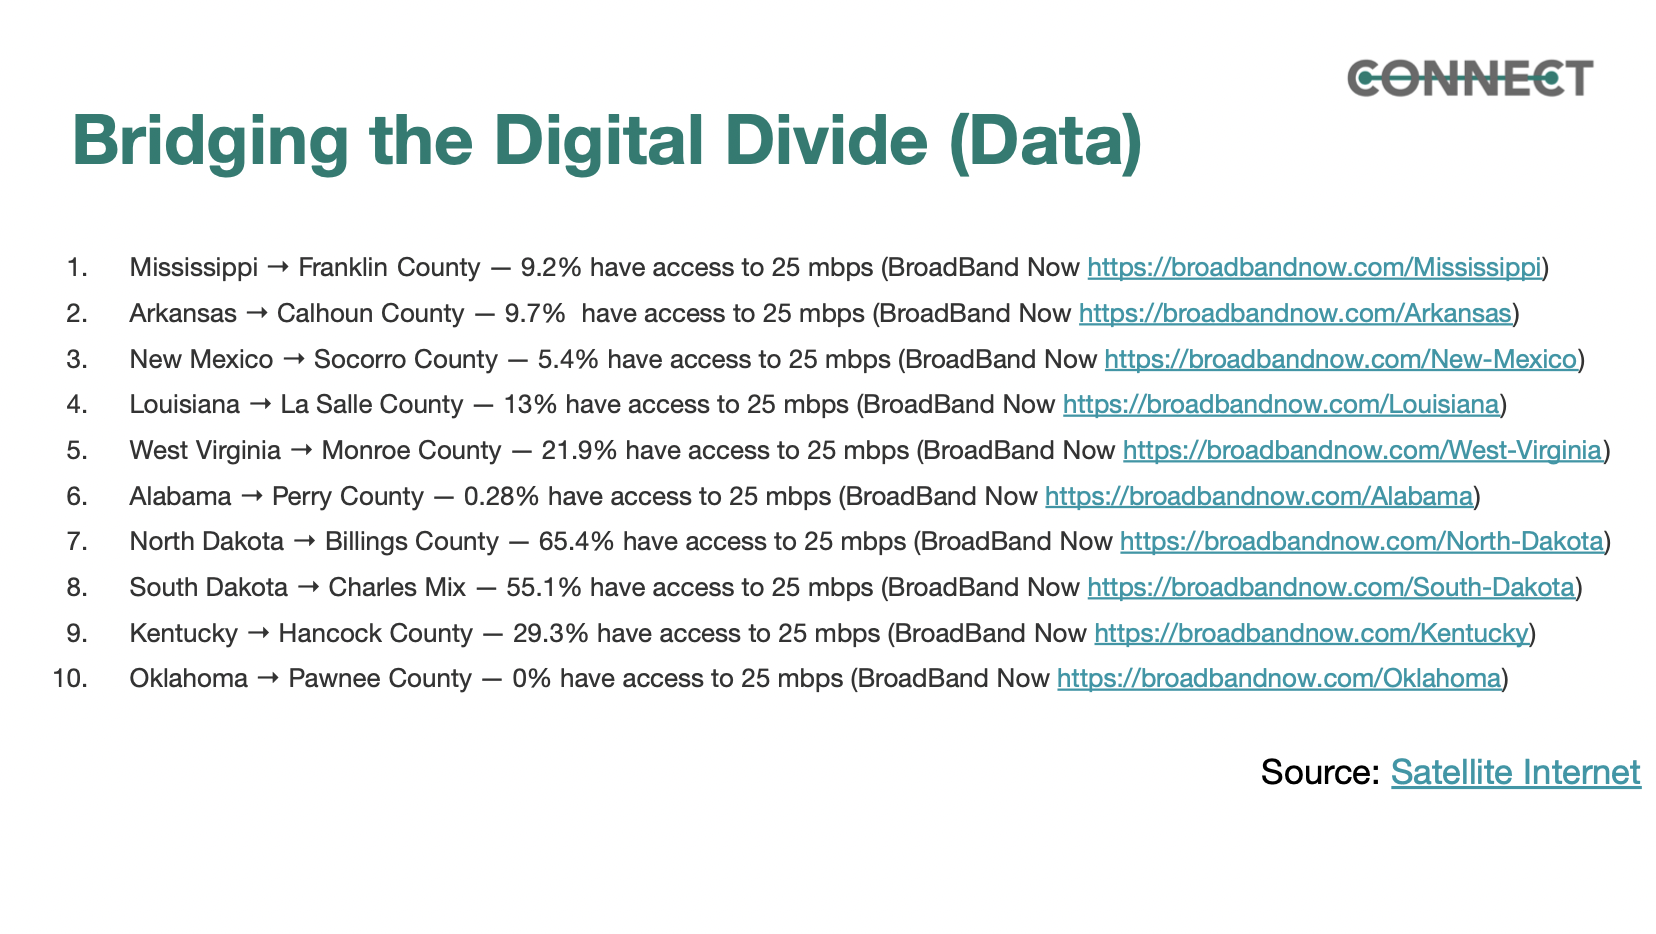 CONNECT
Bridging the Digital Divide (Data)
1. Mississippi → Franklin County — 9.2% have access to 25 mbps (BroadBand Now https://broadbandnow.com/Mississippi)
2. Arkansas → Calhoun County — 9.7%  have access to 25 mbps (BroadBand Now https://broadbandnow.com/Arkansas)
3. New Mexico → Socorro County — 5.4% have access to 25 mbps (BroadBand Now https://broadbandnow.com/New-Mexico)
4. Louisiana → La Salle County — 13% have access to 25 mbps (BroadBand Now https://broadbandnow.com/Louisiana)
5. West Virginia → Monroe County — 21.9% have access to 25 mbps (BroadBand Now https://broadbandnow.com/West-Virginia)
6. Alabama → Perry County — 0.28% have access to 25 mbps (BroadBand Now https://broadbandnow.com/Alabama)
7. North Dakota → Billings County — 65.4% have access to 25 mbps (BroadBand Now https://broadbandnow.com/North-Dakota)
8. South Dakota → Charles Mix — 55.1% have access to 25 mbps (BroadBand Now https://broadbandnow.com/South-Dakota)
9. Kentucky → Hancock County — 29.3% have access to 25 mbps (BroadBand Now https://broadbandnow.com/Kentucky)
10. Oklahoma → Pawnee County — 0% have access to 25 mbps (BroadBand Now https://broadbandnow.com/Oklahoma)
Source: Satellite Internet